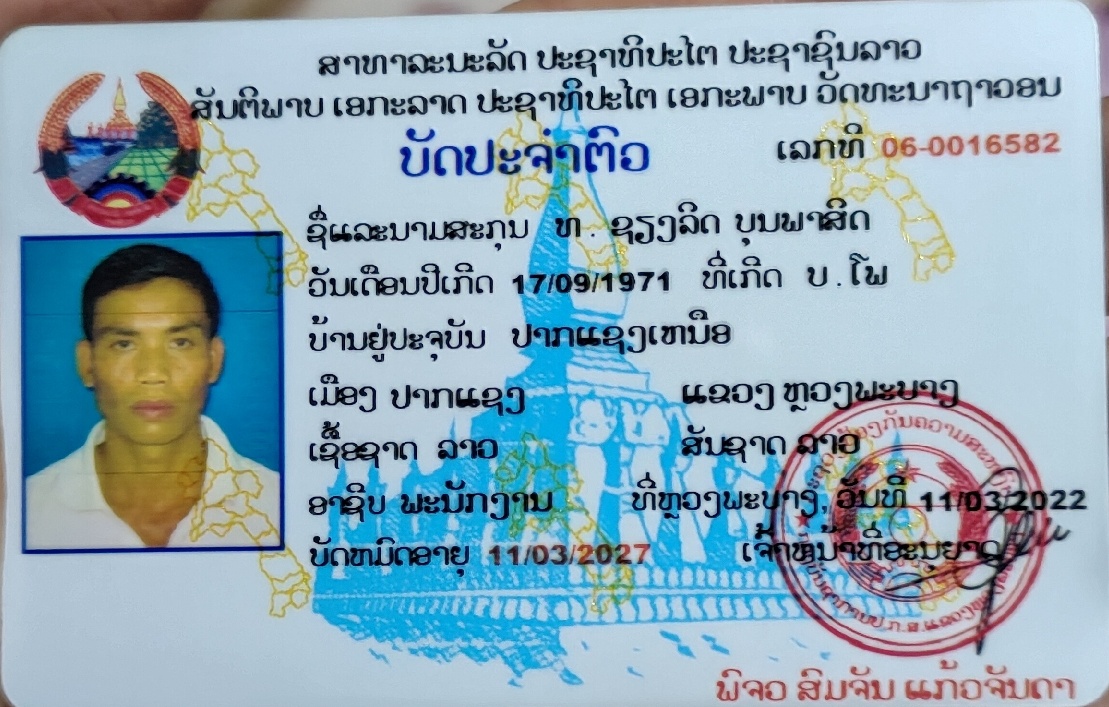 ສາທາລະນະລັດ ປະຊາທິປະໄຕ ປະຊາຊົນລາວ
ສັນຕິພາບ ເອກະລາດ ປະຊາທິປະໄຕ ເອກະພາບ ວັດທະນາຖາວອນ
ບັດປະຈຳຕົວ
ເລກທີ 06-0016582
ຊື່ແລະນາມສະກຸນ ທ. ຊຽງລິດ ບຸນພາສິດ
ວັນເດືອນປີເກີດ 17/09/1971 ທີ່ເກີດ ບ.ໂພ
ບ້ານຢູ່ປະຈຸບັນ ປາກແຊງເຫນືອ
ເມືອງ ປາກແຊງ ແຂວງ ຫຼວງພະບາງ
ເຊື້ອຊາດ ລາວ ສັນຊາດ ລາວ
ອາຊີບ ພະນັກງານ ທີ່ຫຼວງພະບາງ, ວັນທີ 11/03/2022
ບັດຫມົດອາຍຸ 11/03/2027 ເຈົ້າຫນ້າທີ່ອະນຸຍາດ
ພົຈວ ສົມຈັນ ແກ້ວຈັນດາ